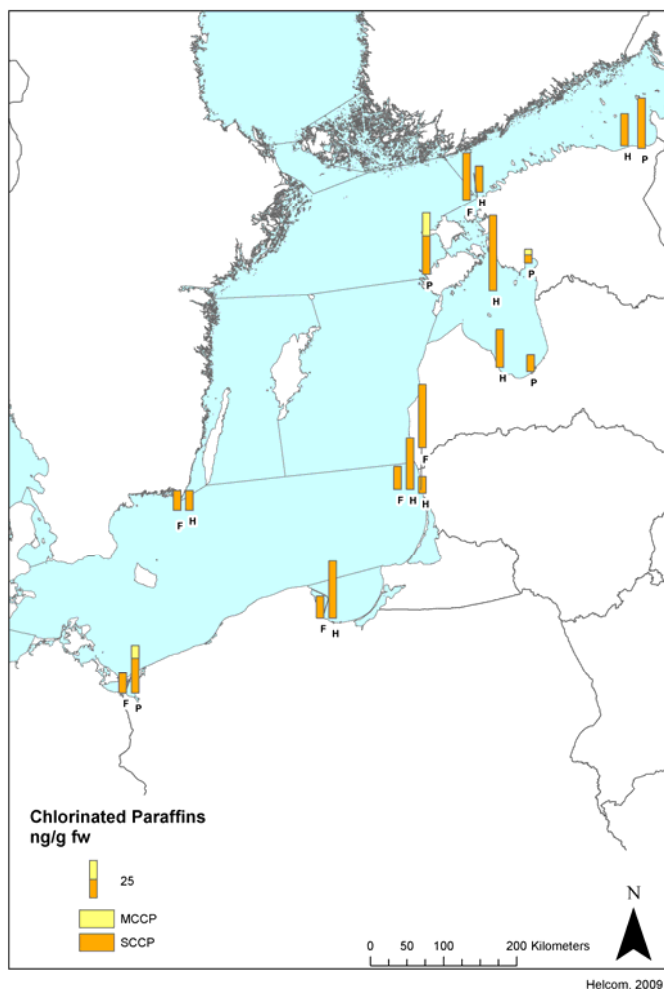 H
P
F
H
P
H
P
H
P
F
F
H
H
F
H
F
H
F
P
Chlorinated Paraffins
ng/g fw
25
MCCP
SCCP
N
0 50 100 200 Kilometers
Helcom, 2009